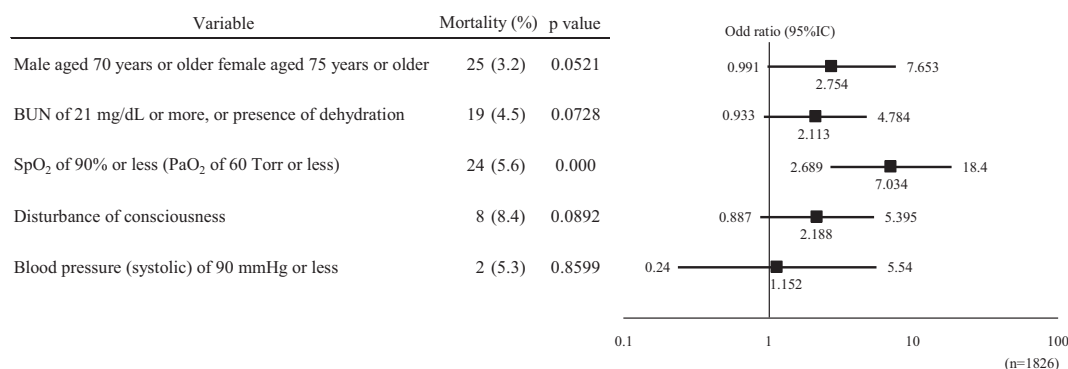 Variable Mortality (%) p value
Odd ratio (95%IC)
Male aged 70 years or older female aged 75 years or older 25 (3.2) 0.0521 0.991 7.653
2.754
BUN of 21 mg/dL or more, or presence of dehydration 19 (4.5) 0.0728 0.933 4.784
2.113
SpO₂ of 90% or less (PaO₂ of 60 Torr or less) 24 (5.6) 0.000 2.689 18.4
7.034
Disturbance of consciousness 8 (8.4) 0.0892 0.887 5.395
2.188
Blood pressure (systolic) of 90 mmHg or less 2 (5.3) 0.8599 0.24 5.54
1.152
0.1 1 10 100
(n=1826)